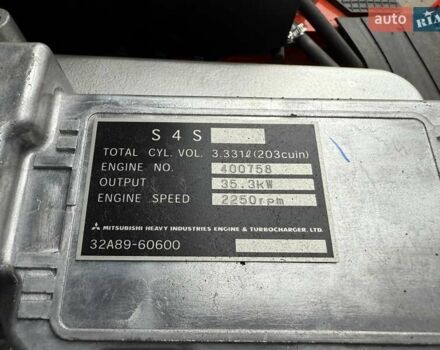 auto RIA
S4S
TOTAL CYL. VOL. 3.331ℓ(203cuin)
ENGINE NO. 400758
OUTPUT 35.3kW
ENGINE SPEED 2250rpm
MITSUBISHI HEAVY INDUSTRIES ENGINE & TURBOCHARGER, LTD.
32A89-60600